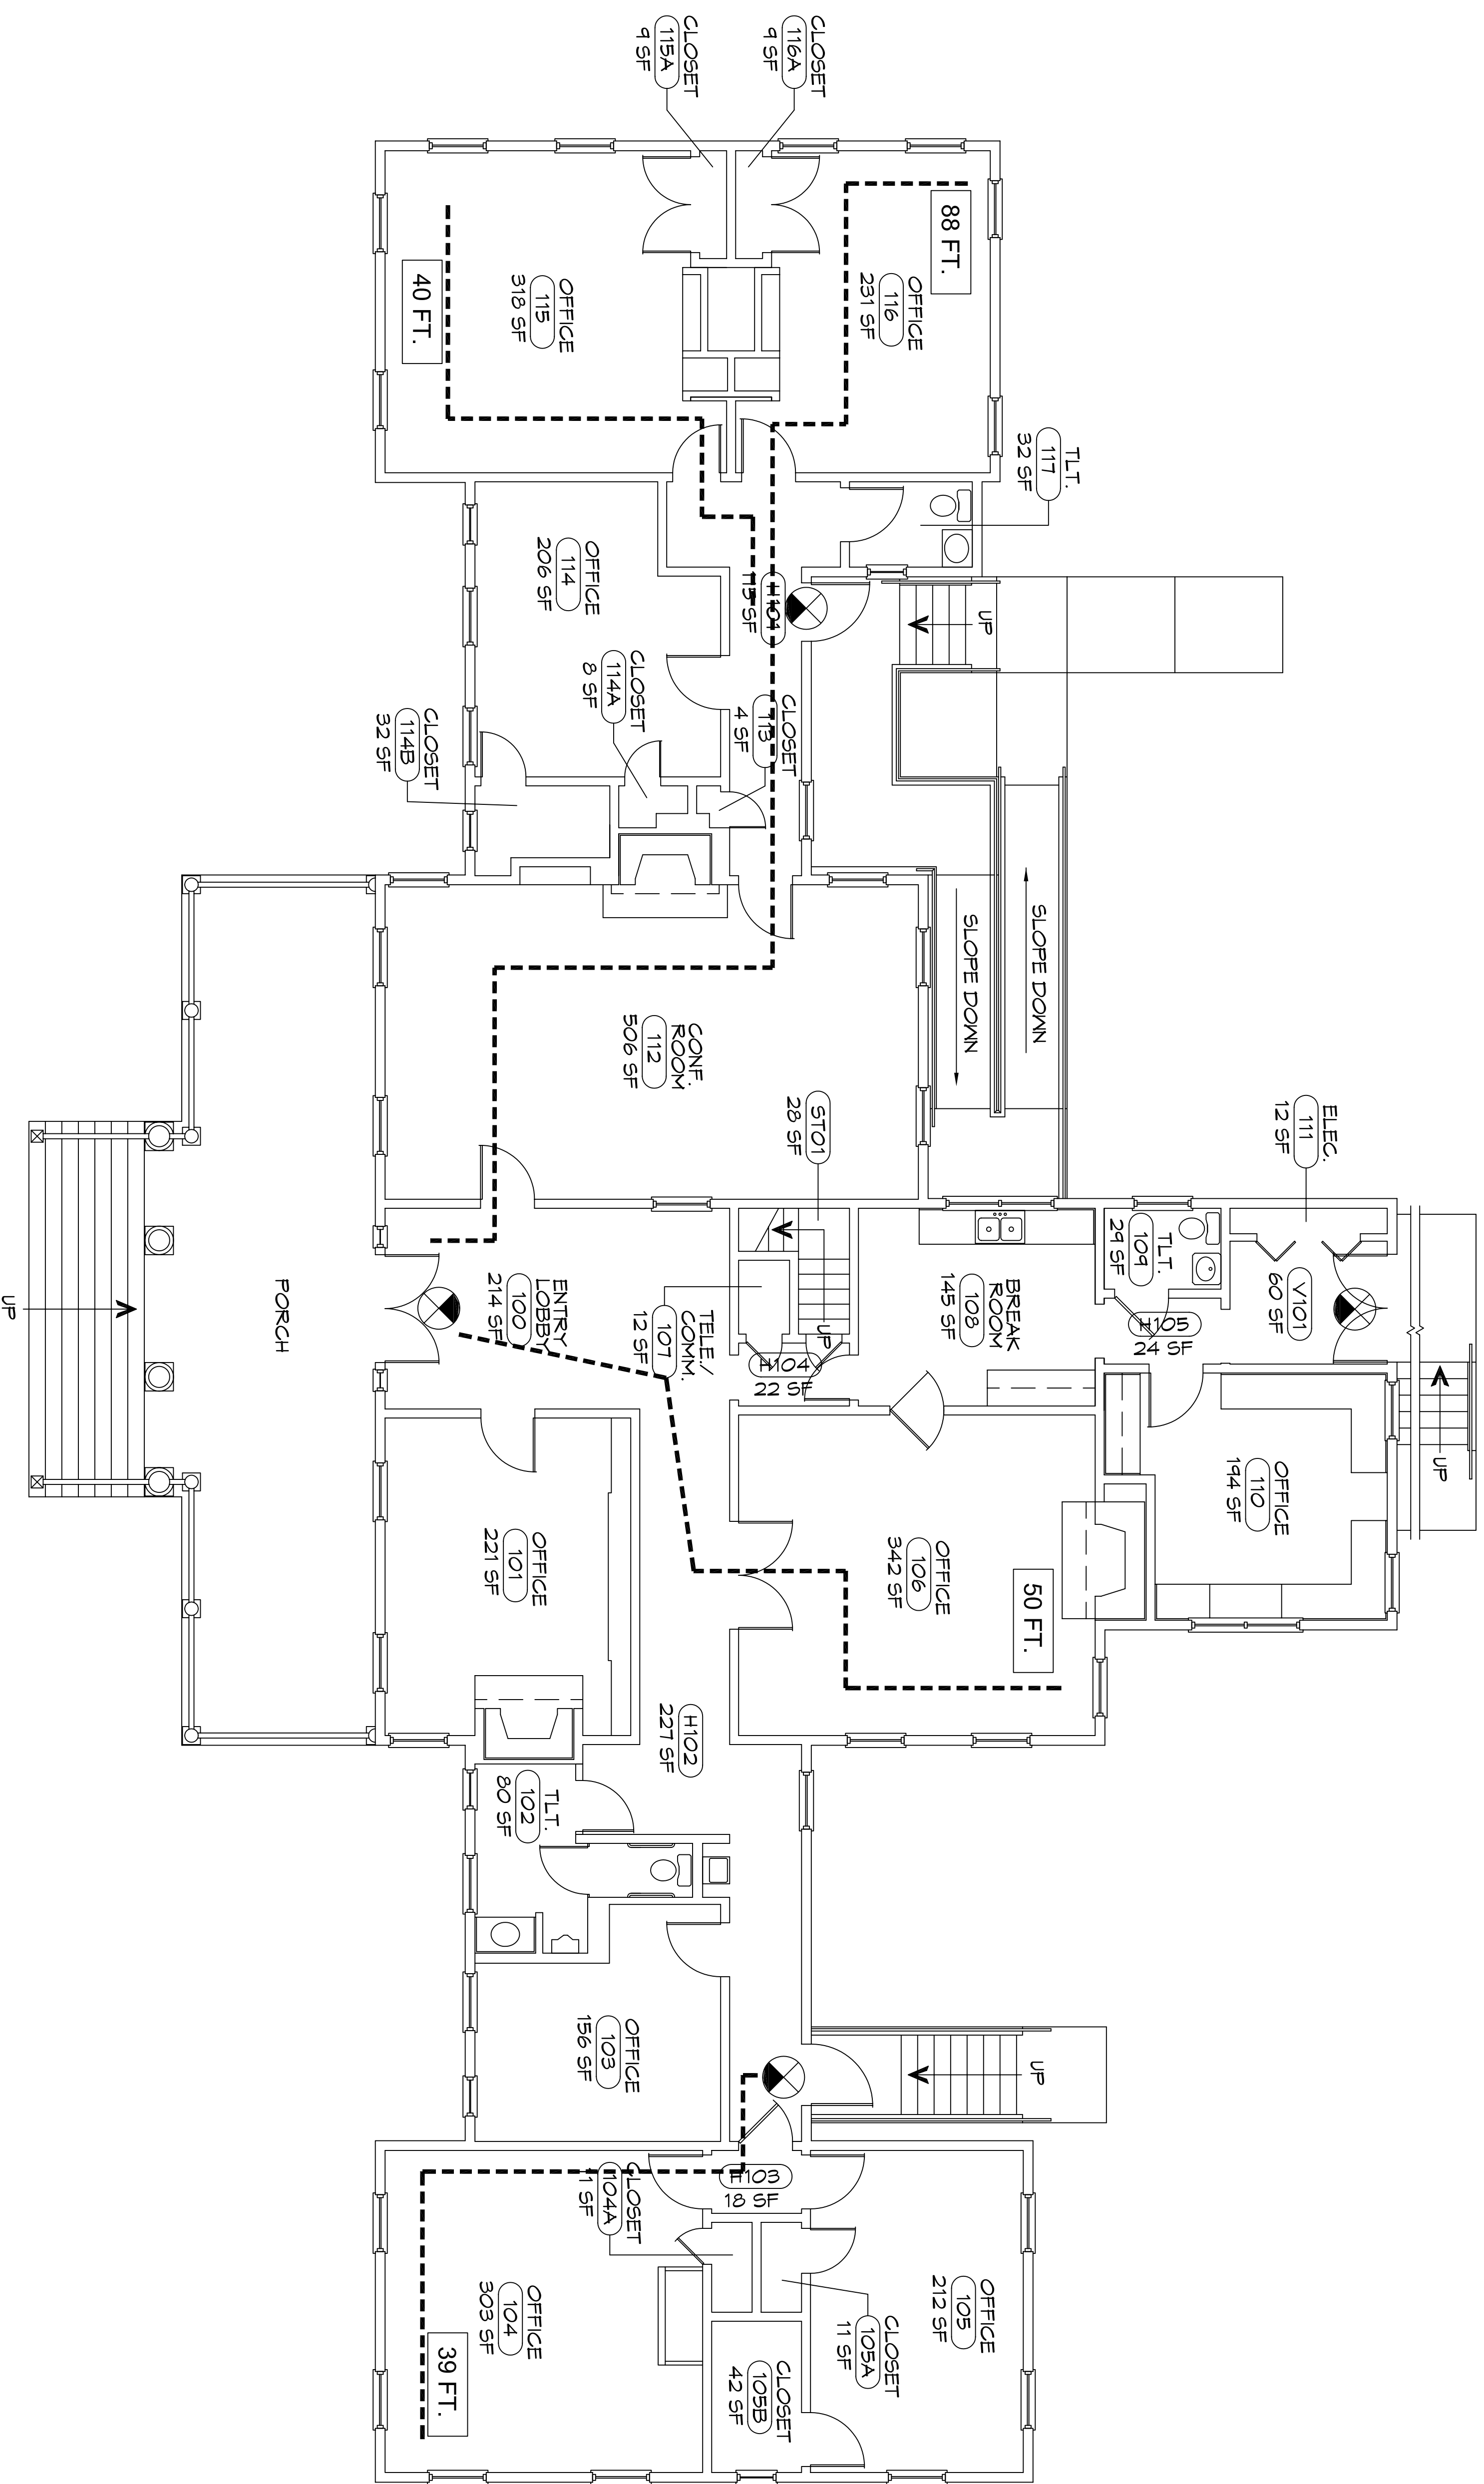 CLOSET
115A
9 SF
CLOSET
116A
9 SF
88 FT.
OFFICE
116
231 SF
40 FT.
OFFICE
115
318 SF
TLT.
117
32 SF
OFFICE
114
206 SF
H101
115 SF
UP
CLOSET
114A
8 SF
CLOSET
113
4 SF
CLOSET
114B
32 SF
SLOPE DOWN
SLOPE DOWN
CONF.
ROOM
112
506 SF
ST01
28 SF
ELEC.
111
12 SF
TLT.
109
29 SF
V101
60 SF
H105
24 SF
BREAK
ROOM
108
145 SF
UP
TELE./
COMM.
107
12 SF
H104
22 SF
ENTRY
LOBBY
100
214 SF
PORCH
UP
UP
OFFICE
110
194 SF
50 FT.
OFFICE
106
342 SF
OFFICE
101
221 SF
H102
227 SF
TLT.
102
80 SF
OFFICE
103
156 SF
UP
H103
18 SF
CLOSET
104A
11 SF
OFFICE
105
212 SF
OFFICE
104
303 SF
39 FT.
CLOSET
105A
11 SF
CLOSET
105B
42 SF